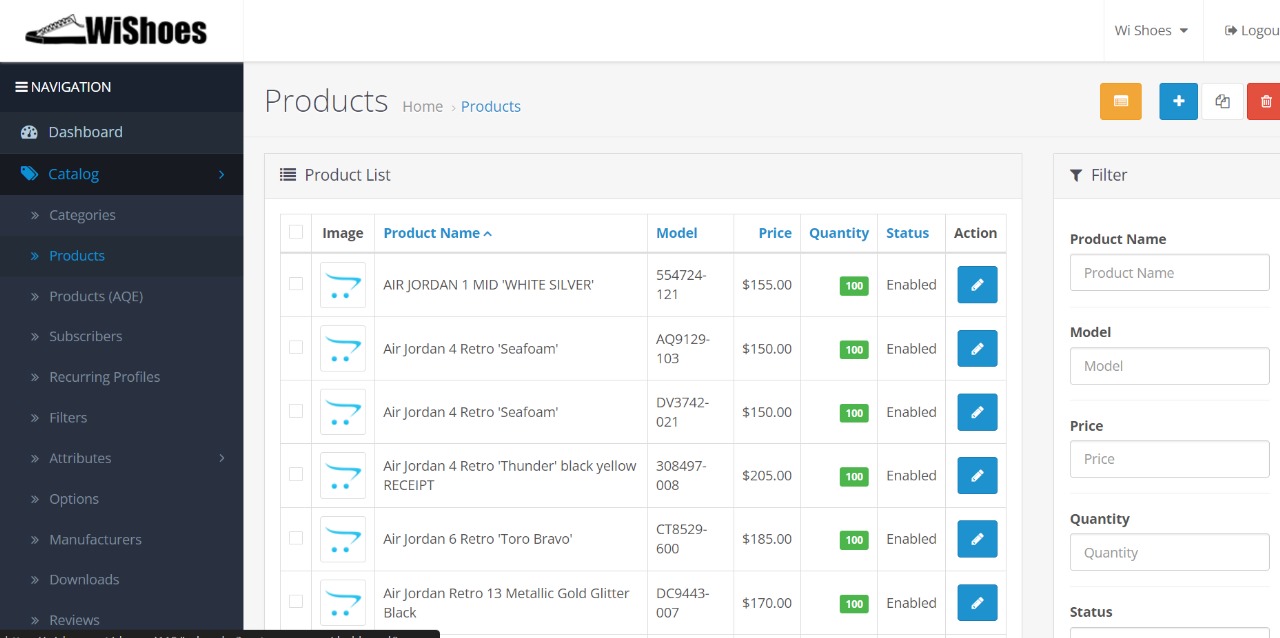 WiShoes
Wi Shoes
Logou
NAVIGATION
Dashboard
Catalog
Categories
Products
Products (AQE)
Subscribers
Recurring Profiles
Filters
Attributes
Options
Manufacturers
Downloads
Reviews
Products Home › Products
Product List
Image Product Name Model Price Quantity Status Action
AIR JORDAN 1 MID 'WHITE SILVER' 554724-121 $155.00 100 Enabled
Air Jordan 4 Retro 'Seafoam' AQ9129-103 $150.00 100 Enabled
Air Jordan 4 Retro 'Seafoam' DV3742-021 $150.00 100 Enabled
Air Jordan 4 Retro 'Thunder' black yellow RECEIPT 308497-008 $205.00 100 Enabled
Air Jordan 6 Retro 'Toro Bravo' CT8529-600 $185.00 100 Enabled
Air Jordan Retro 13 Metallic Gold Glitter Black DC9443-007 $170.00 100 Enabled
Filter
Product Name
Product Name
Model
Model
Price
Price
Quantity
Quantity
Status